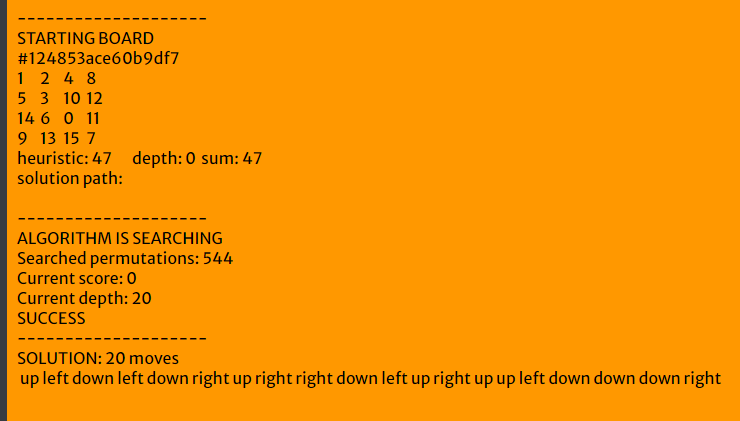 --------------------
STARTING BOARD
#124853ace60b9df7
1 2 4 8
5 3 10 12
14 6 0 11
9 13 15 7
heuristic: 47 depth: 0 sum: 47
solution path:
--------------------
ALGORITHM IS SEARCHING
Searched permutations: 544
Current score: 0
Current depth: 20
SUCCESS
--------------------
SOLUTION: 20 moves
up left down left down right up right right down left up right up up left down down down right